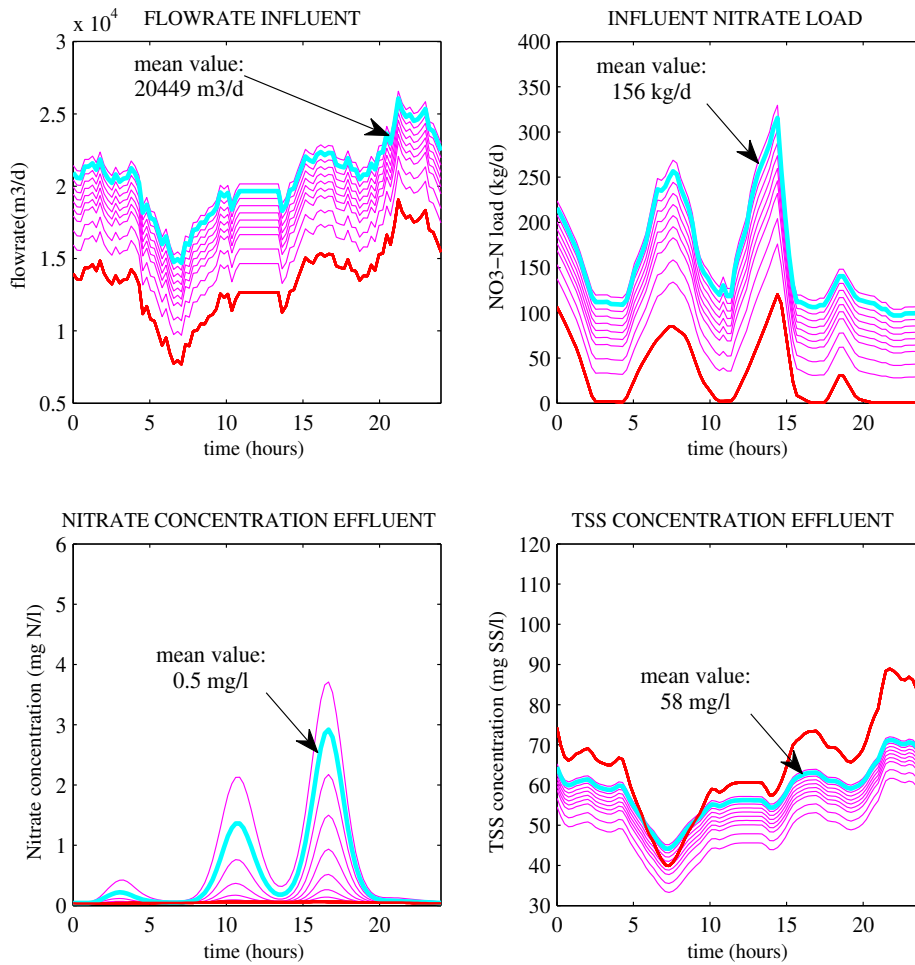 FLOWRATE INFLUENT
x 10^4
3
2.5
2
1.5
1
0.5
flowrate(m3/d)
mean value:
20449 m3/d
0 5 10 15 20
time (hours)
INFLUENT NITRATE LOAD
400
350
300
250
200
150
100
50
0
NO3−N load (kg/d)
mean value:
156 kg/d
0 5 10 15 20
time (hours)
NITRATE CONCENTRATION EFFLUENT
6
5
4
3
2
1
0
Nitrate concentration (mg N/l)
mean value:
0.5 mg/l
0 5 10 15 20
time (hours)
TSS CONCENTRATION EFFLUENT
120
110
100
90
80
70
60
50
40
30
TSS concentration (mg SS/l)
mean value:
58 mg/l
0 5 10 15 20
time (hours)